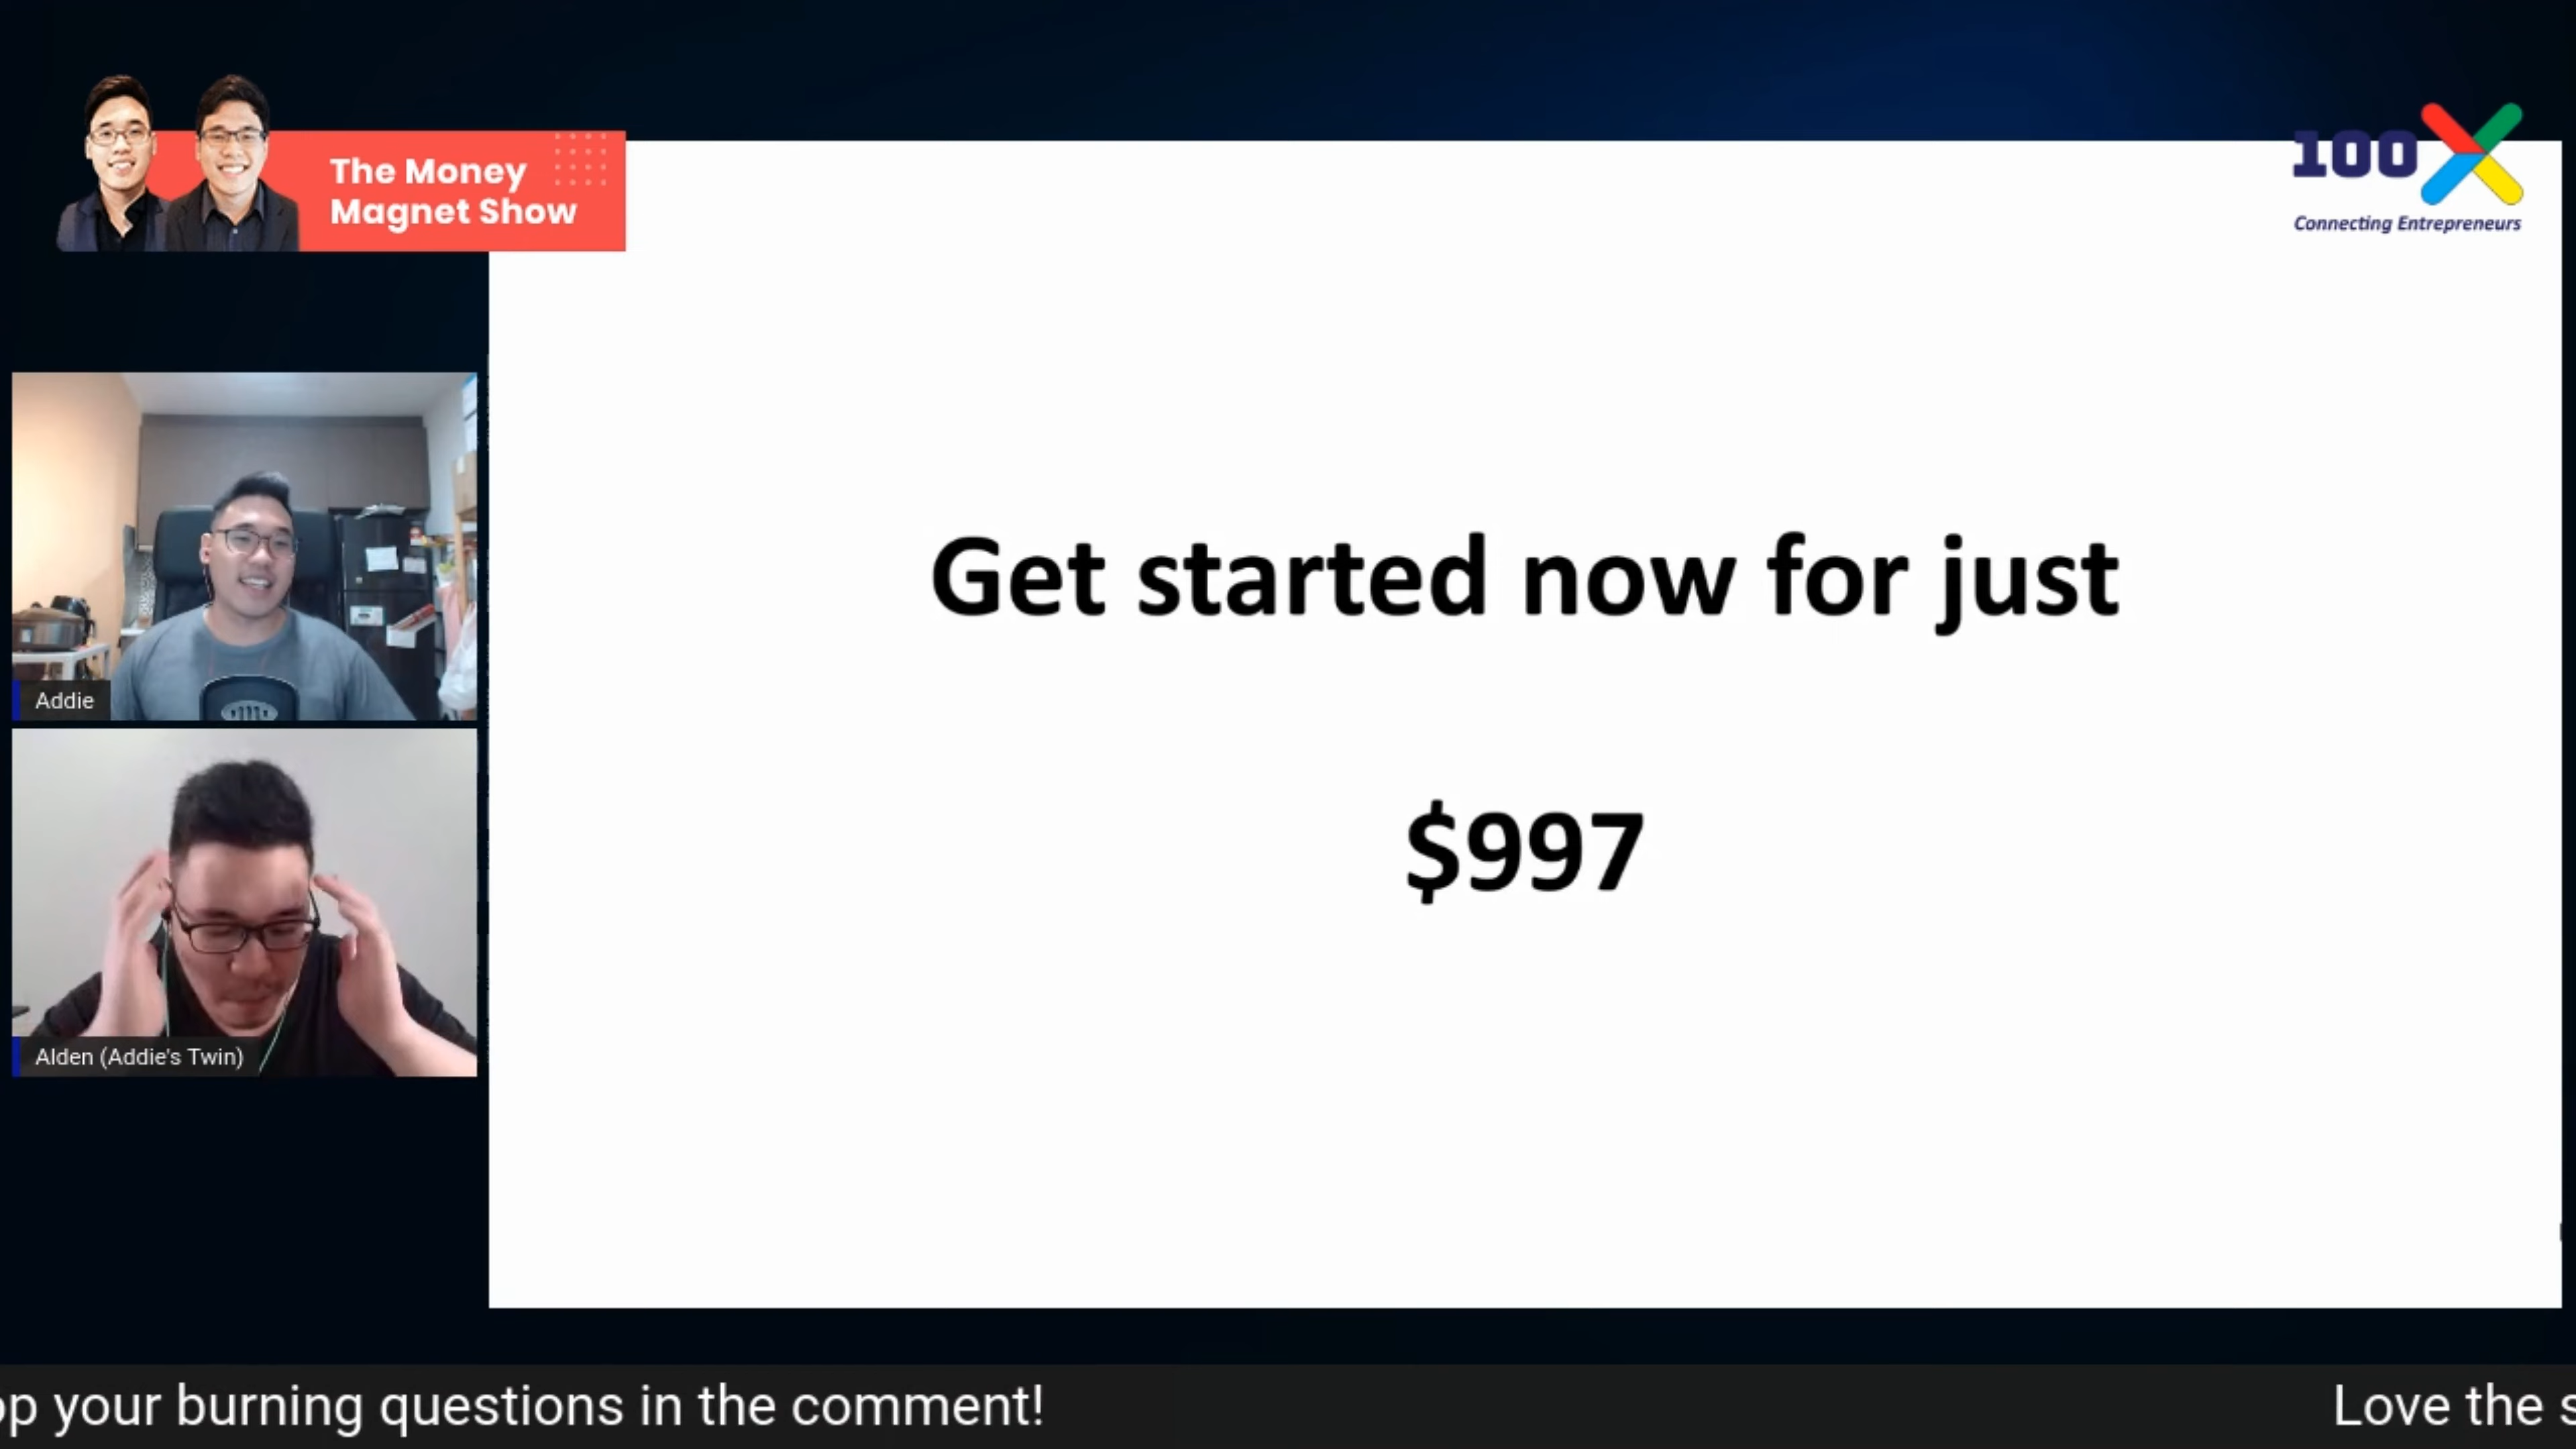 The Money
Magnet Show
100X
Connecting Entrepreneurs
Get started now for just
$997
Addie
Alden (Addie's Twin)
your burning questions in the comment!
Love the